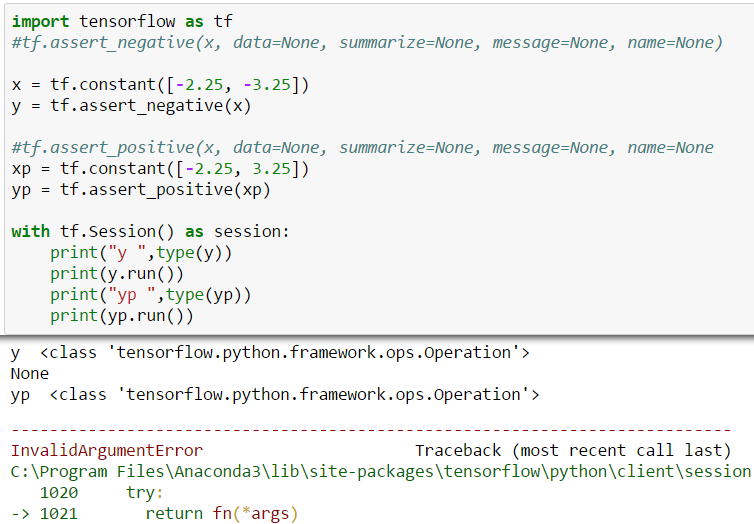 import tensorflow as tf
#tf.assert_negative(x, data=None, summarize=None, message=None, name=None)
x = tf.constant([-2.25, -3.25])
y = tf.assert_negative(x)
#tf.assert_positive(x, data=None, summarize=None, message=None, name=None
xp = tf.constant([-2.25, 3.25])
yp = tf.assert_positive(xp)
with tf.Session() as session:
    print("y ",type(y))
    print(y.run())
    print("yp ",type(yp))
    print(yp.run())
y  <class 'tensorflow.python.framework.ops.Operation'>
None
yp  <class 'tensorflow.python.framework.ops.Operation'>
---------------------------------------------------------------------------
InvalidArgumentError                      Traceback (most recent call last)
C:\Program Files\Anaconda3\lib\site-packages\tensorflow\python\client\session
   1020     try:
-> 1021       return fn(*args)